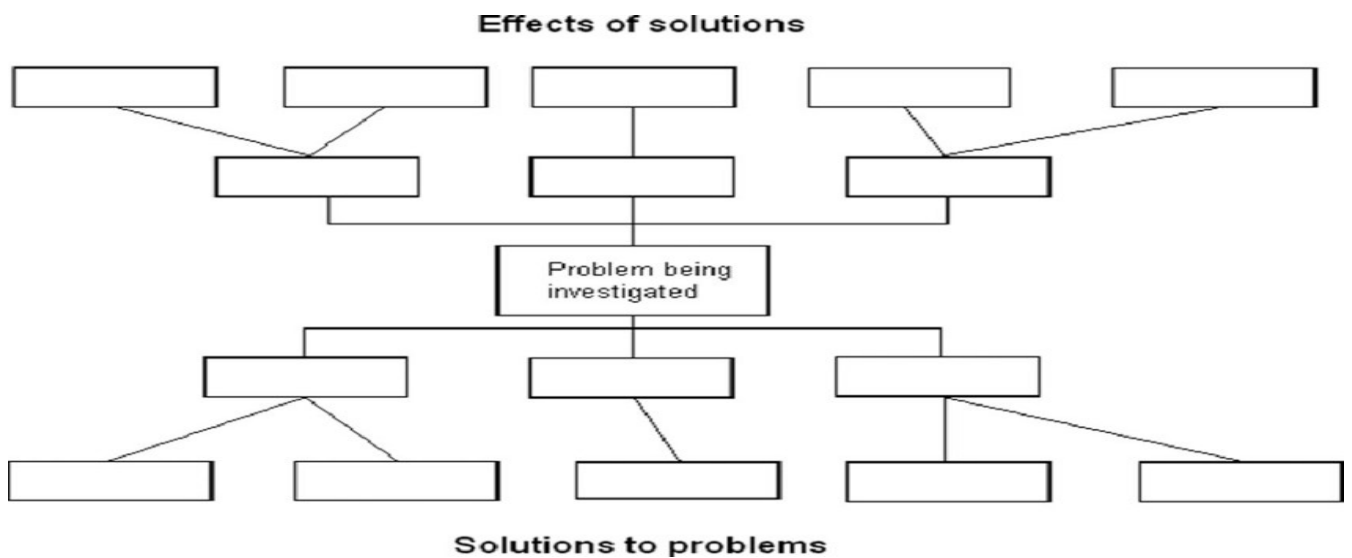 Effects of solutions
Problem being
investigated
Solutions to problems